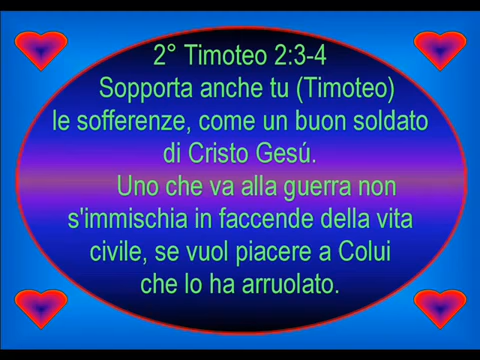 2° Timoteo 2:3-4
Sopporta anche tu (Timoteo)
le sofferenze, come un buon soldato
di Cristo Gesú.
Uno che va alla guerra non
s'immischia in faccende della vita
civile, se vuol piacere a Colui
che lo ha arruolato.